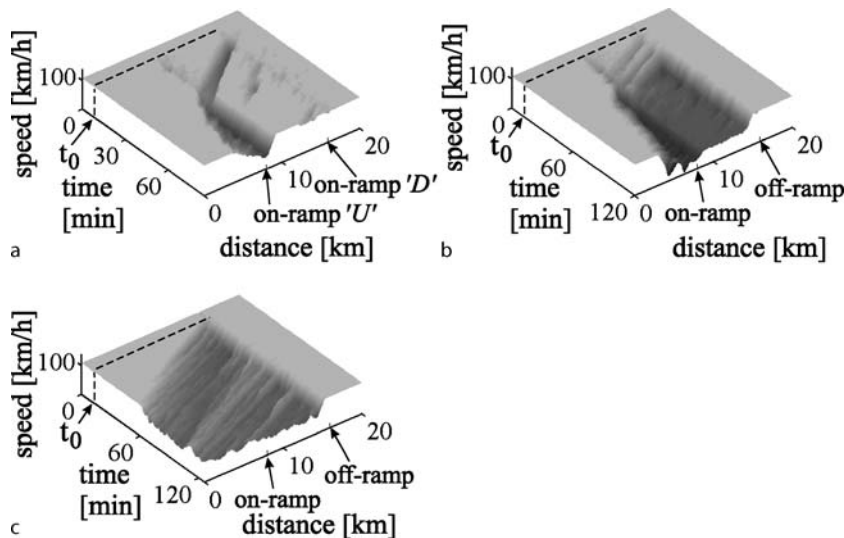 speed [km/h]
100
0
t0
30
time
60
[min]
0
10
20
on-ramp 'D'
on-ramp 'U'
distance [km]
a
speed [km/h]
100
0
t0
time
60
[min]
120
0
10
20
off-ramp
on-ramp
distance [km]
b
speed [km/h]
100
0
t0
60
time
120
[min]
0
10
20
off-ramp
on-ramp
distance [km]
c